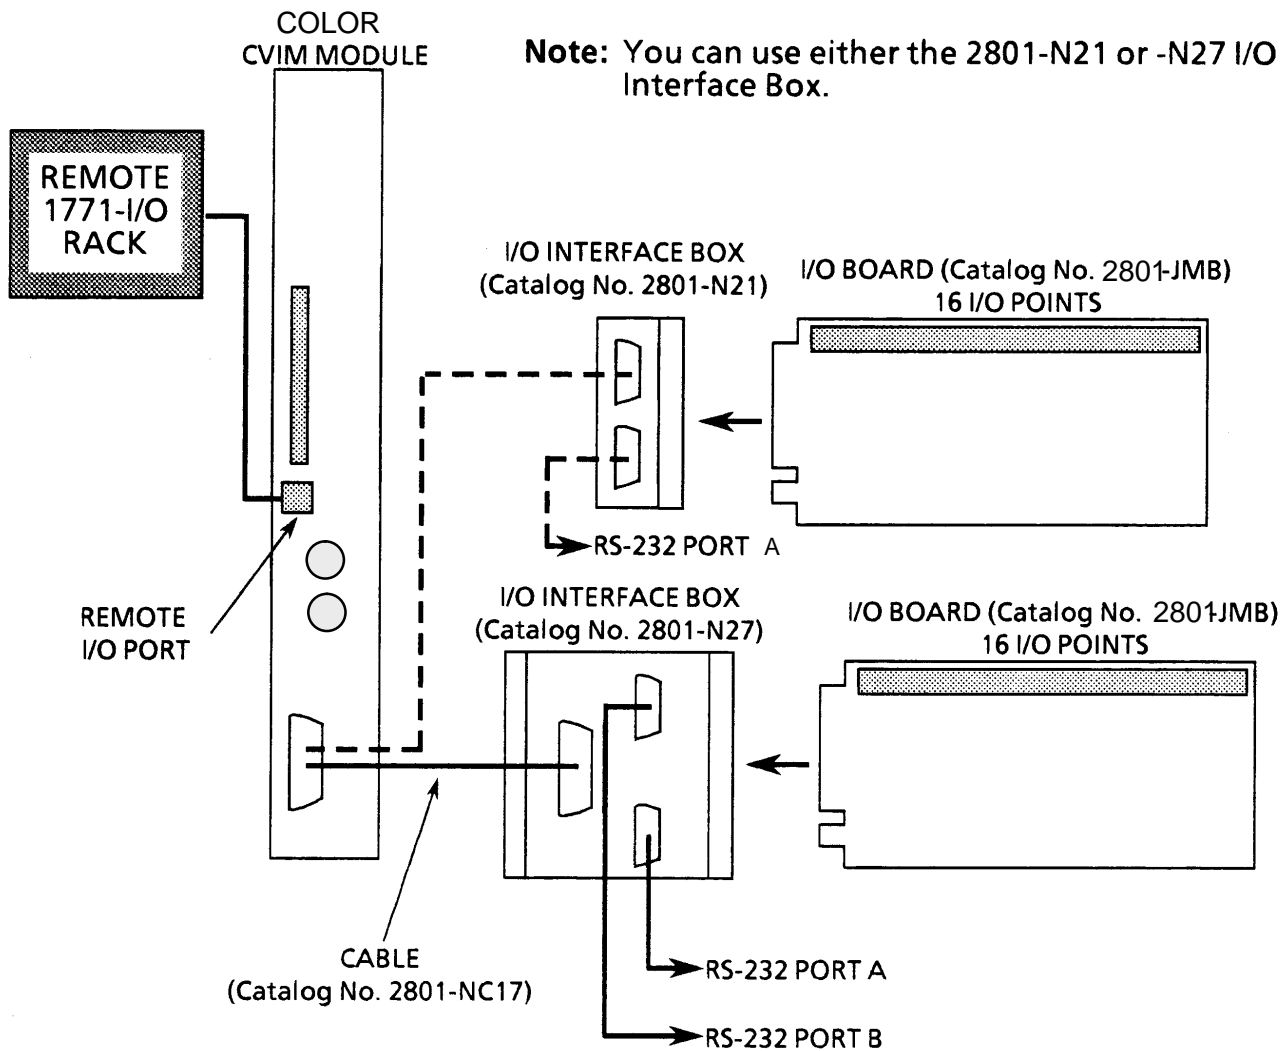 COLOR
CVIM MODULE
Note: You can use either the 2801-N21 or -N27 I/O
Interface Box.
REMOTE
1771-I/O
RACK
I/O INTERFACE BOX
(Catalog No. 2801-N21)
I/O BOARD (Catalog No. 2801-JMB)
16 I/O POINTS
RS-232 PORT A
REMOTE
I/O PORT
I/O INTERFACE BOX
(Catalog No. 2801-N27)
I/O BOARD (Catalog No. 2801-JMB)
16 I/O POINTS
CABLE
(Catalog No. 2801-NC17)
RS-232 PORT A
RS-232 PORT B